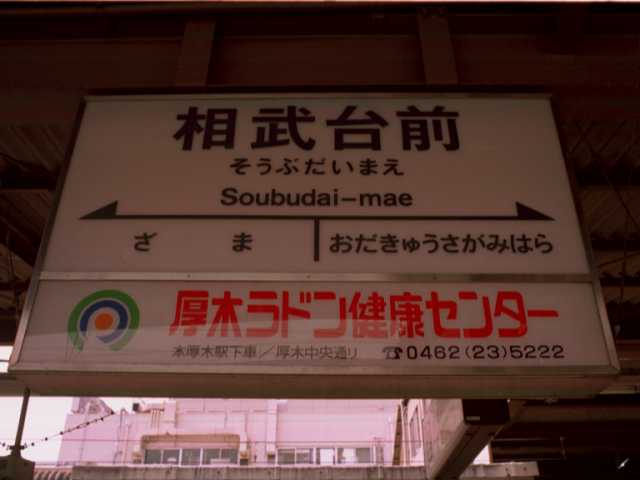 相武台前
そうぶだいまえ
Soubudai-mae
ざま おだきゅうさがみはら
厚木ラドン健康センター
本厚木駅下車／厚木中央通り ☎0462(23)5222